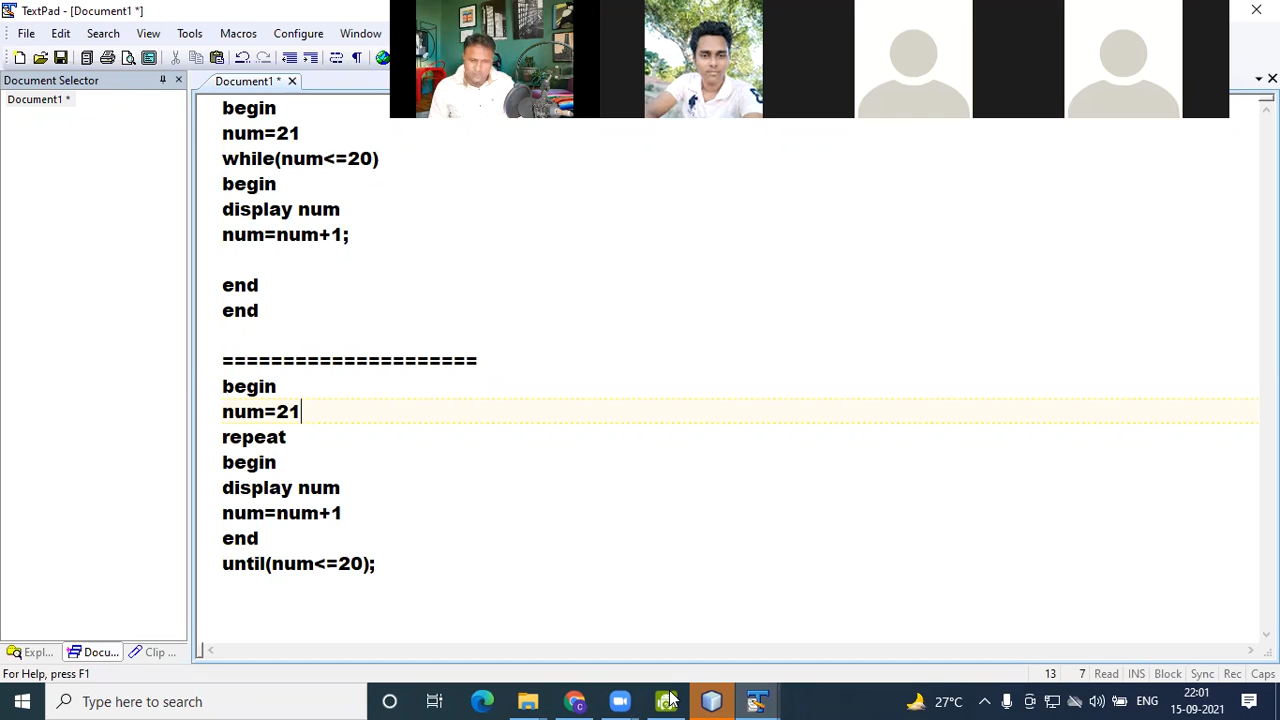 TextPad - [Document1 *]
File Edit Search View Tools Macros Configure Window
Document Selector
Document1 *
Document1 *
begin
num=21
while(num<=20)
begin
display num
num=num+1;
end
end
=====================
begin
num=21
repeat
begin
display num
num=num+1
end
until(num<=20);
Expl... Docu... Clip ...
For Help, press F1
13 7 Read INS Block Sync Rec Caps
Type here to search
27°C ENG 22:01 15-09-2021